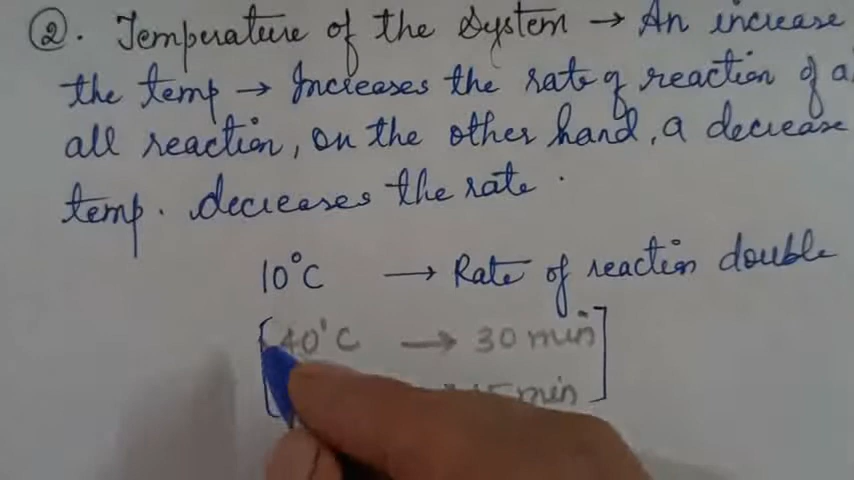 ②. Temperature of the System → An increase
the temp → Increases the rate of reaction of a
all reaction, on the other hand, a decrease
temp. decreases the rate.
10°C → Rate of reaction double
[40°C → 30 min]
min